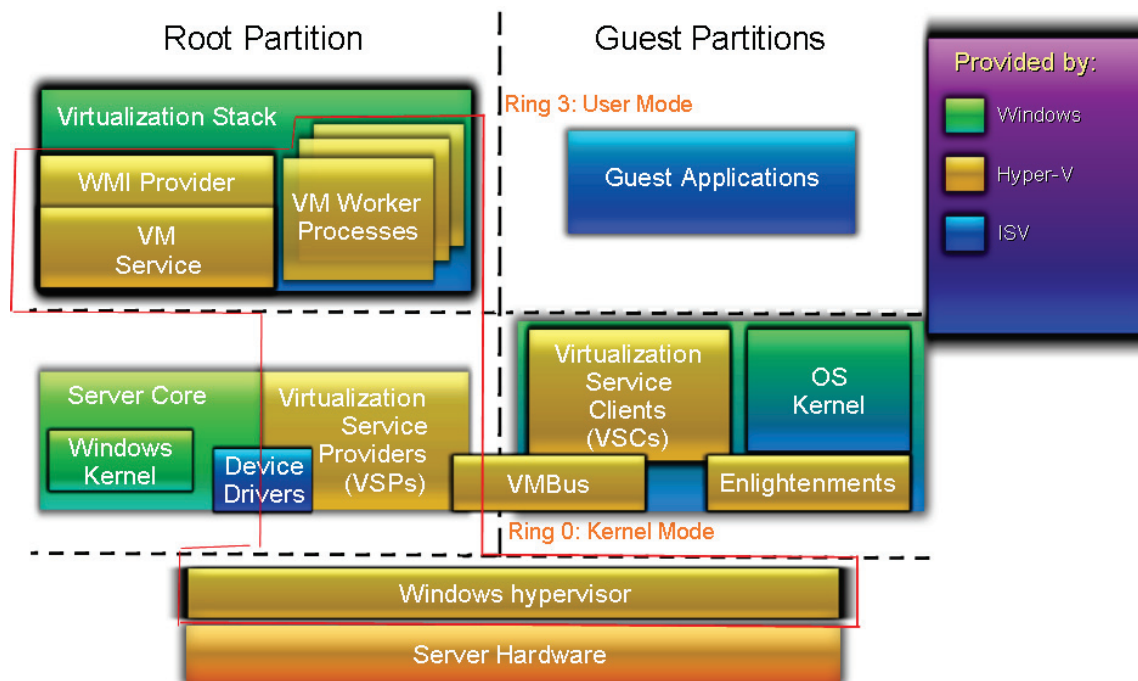 Root Partition
Guest Partitions
Provided by:
Windows
Hyper-V
ISV
Virtualization Stack
Ring 3: User Mode
WMI Provider
VM
Service
VM Worker
Processes
Guest Applications
Server Core
Windows
Kernel
Device
Drivers
Virtualization
Service
Providers
(VSPs)
Virtualization
Service
Clients
(VSCs)
OS
Kernel
VMBus
Enlightenments
Ring 0: Kernel Mode
Windows hypervisor
Server Hardware